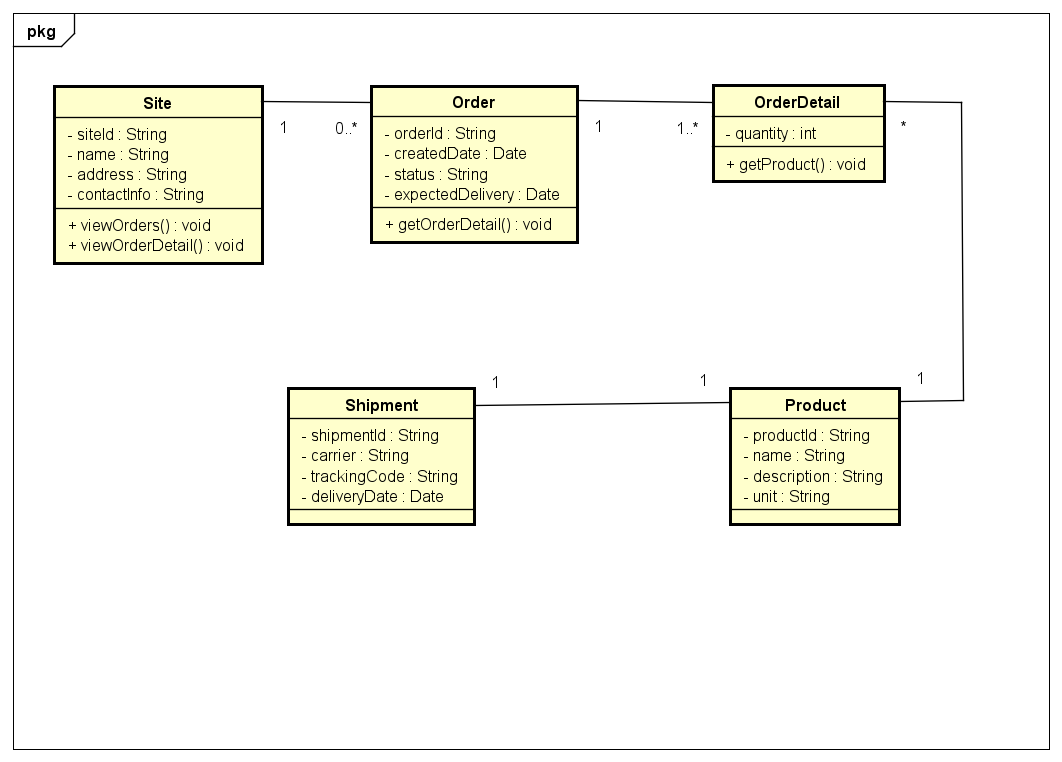 pkg
Site
- siteId : String
- name : String
- address : String
- contactInfo : String
+ viewOrders() : void
+ viewOrderDetail() : void
1
0..*
Order
- orderId : String
- createdDate : Date
- status : String
- expectedDelivery : Date
+ getOrderDetail() : void
1
1..*
OrderDetail
- quantity : int
+ getProduct() : void
*
Shipment
- shipmentId : String
- carrier : String
- trackingCode : String
- deliveryDate : Date
1
1
Product
- productId : String
- name : String
- description : String
- unit : String
1